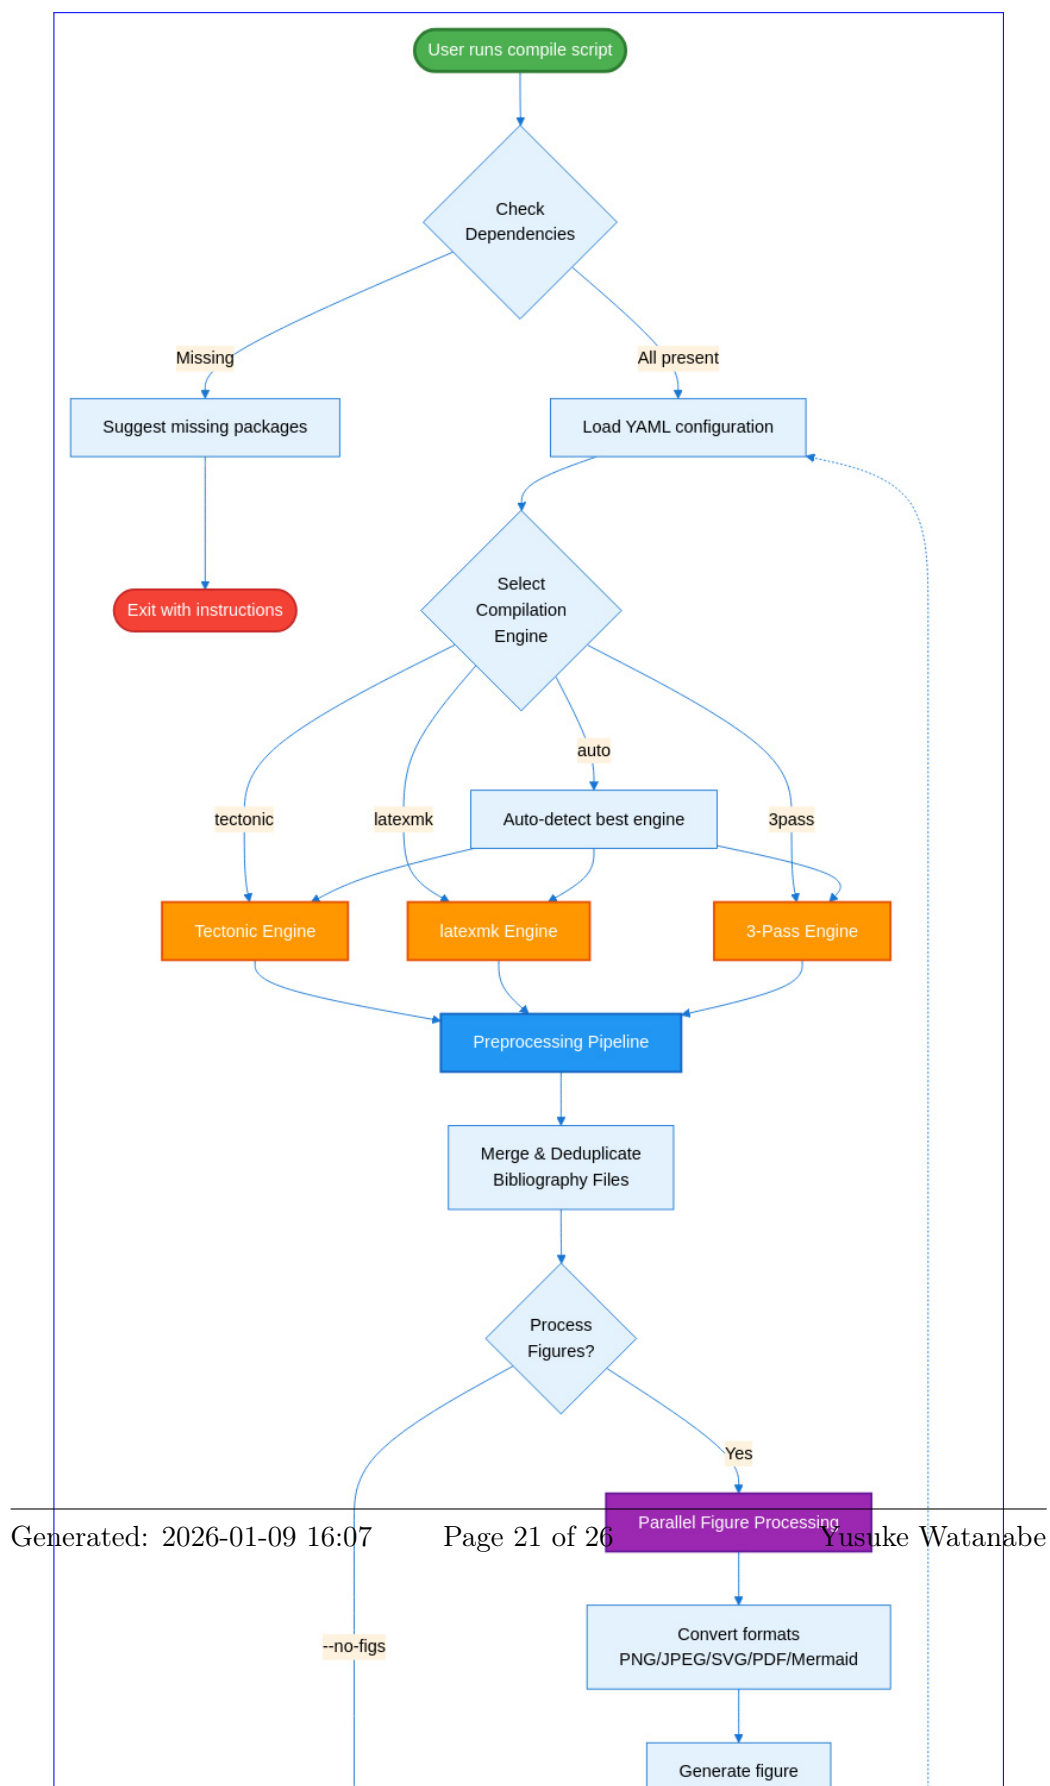 User runs compile script
Check
Dependencies
Missing
All present
Suggest missing packages
Load YAML configuration
Select
Compilation
Engine
Exit with instructions
auto
tectonic
latexmk
Auto-detect best engine
3pass
Tectonic Engine
latexmk Engine
3-Pass Engine
Preprocessing Pipeline
Merge & Deduplicate
Bibliography Files
Process
Figures?
Yes
Parallel Figure Processing
Generated: 2026-01-09 16:07
Page 21 of 26
Yusuke Watanabe
Convert formats
PNG/JPEG/SVG/PDF/Mermaid
--no-figs
Generate figure